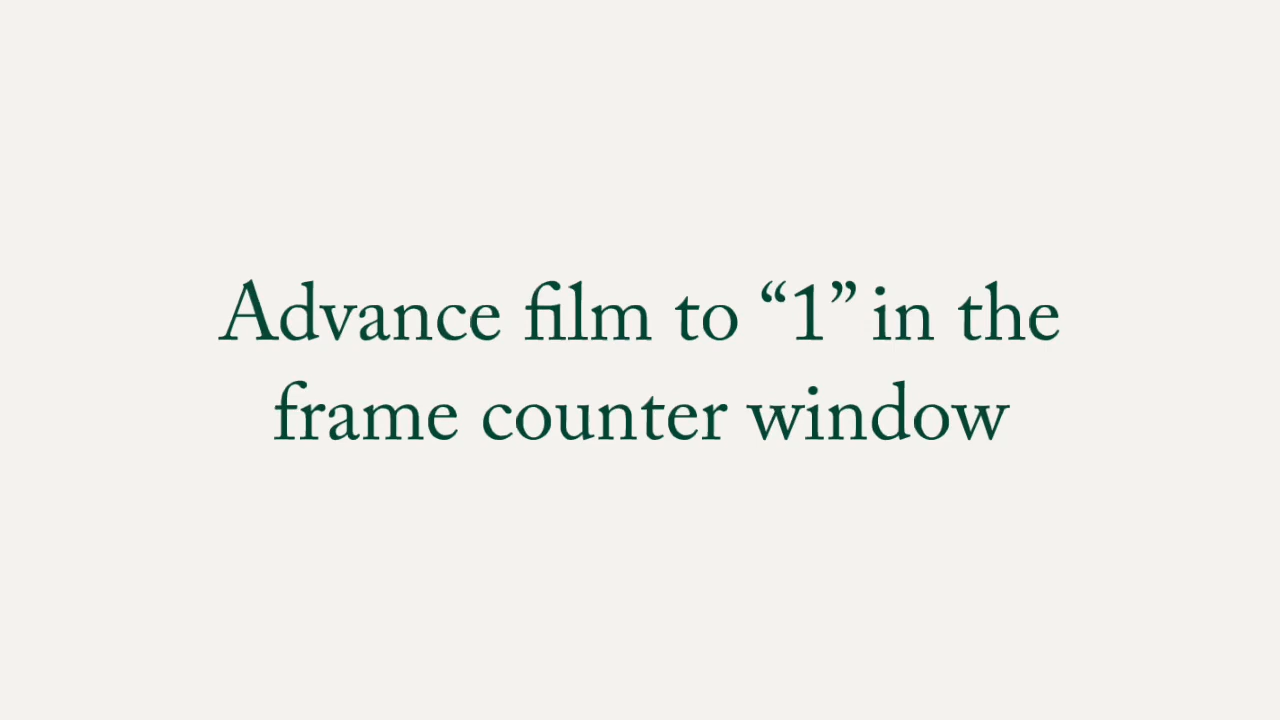 Advance film to “1” in the
frame counter window